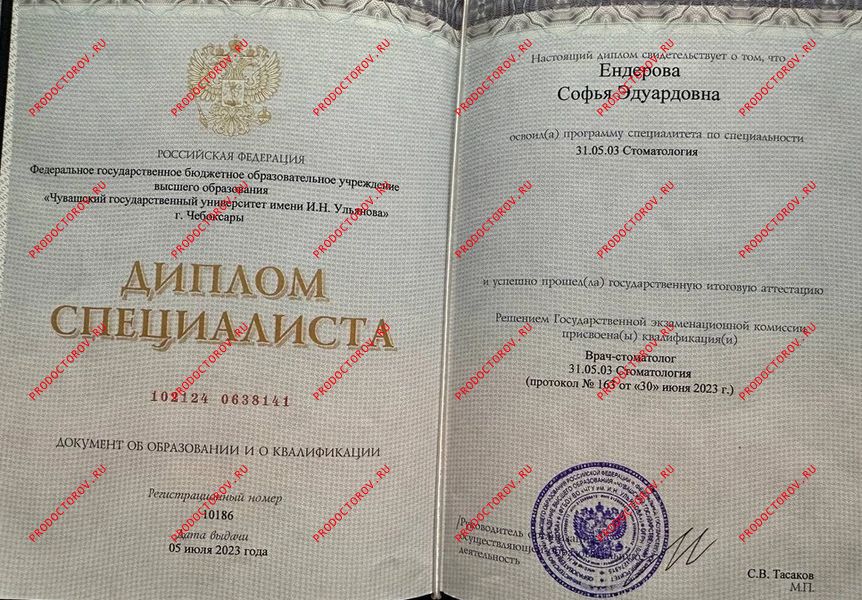 РОССИЙСКАЯ ФЕДЕРАЦИЯ
Федеральное государственное бюджетное образовательное учреждение
высшего образования
«Чувашский государственный университет имени И.Н. Ульянова»
г. Чебоксары
ДИПЛОМ
СПЕЦИАЛИСТА
102124 0638141
ДОКУМЕНТ ОБ ОБРАЗОВАНИИ И О КВАЛИФИКАЦИИ
Регистрационный номер
10186
Дата выдачи
05 июля 2023 года
Настоящий диплом свидетельствует о том, что
Ендерова
Софья Эдуардовна
освоил(а) программу специалитета по специальности
31.05.03 Стоматология
и успешно прошел(ла) государственную итоговую аттестацию
Решением Государственной экзаменационной комиссии
присвоена(ы) квалификация(и)
Врач-стоматолог
31.05.03 Стоматология
(протокол № 163 от «30» июня 2023 г.)
Руководитель
осуществляющей
деятельность
С.В. Тасаков
М.П.
PRODOCTOROV.RU